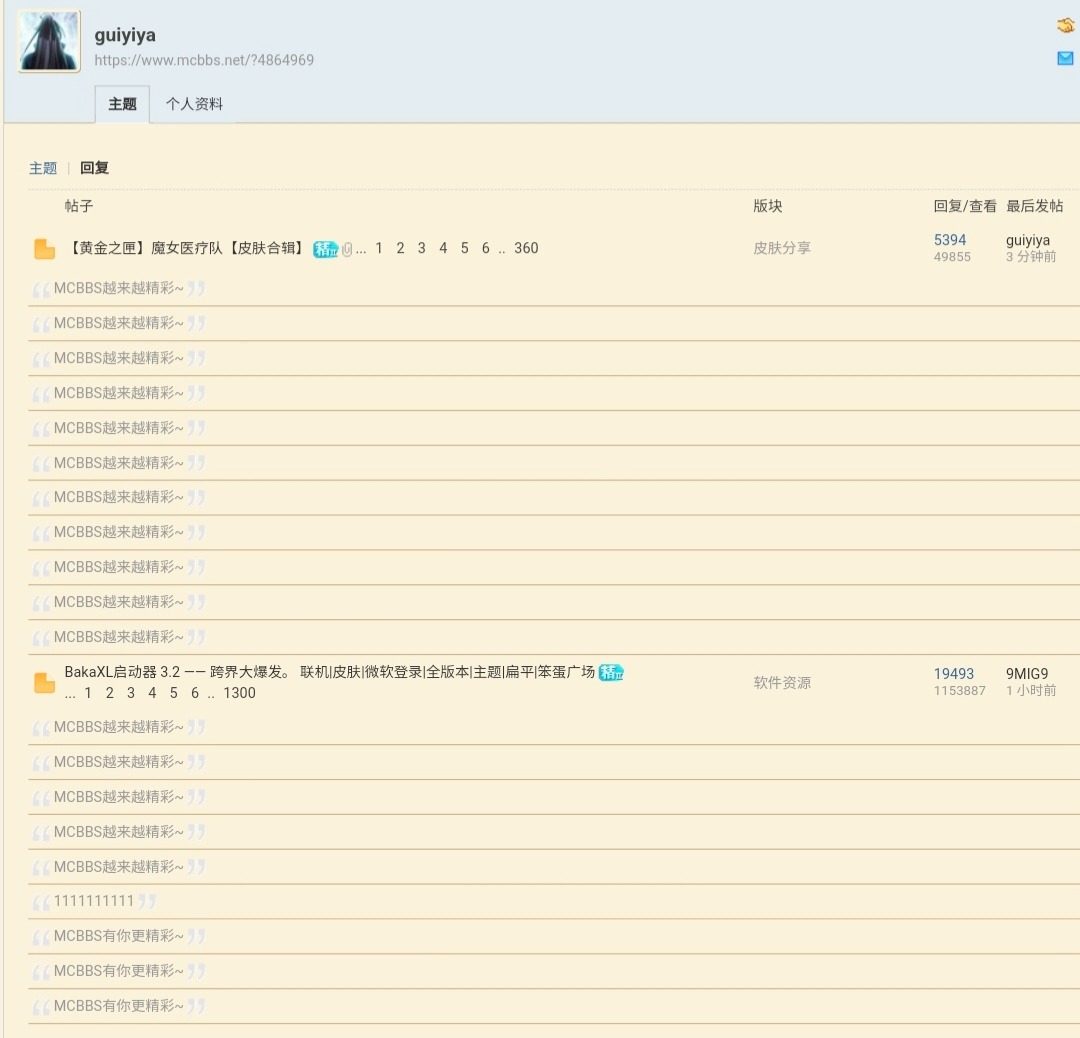 guiyiya
https://www.mcbbs.net/?4864969
主题 个人资料
主题 | 回复
帖子 版块 回复/查看 最后发帖
【黄金之匣】魔女医疗队【皮肤合辑】 精 ... 1 2 3 4 5 6 .. 360 皮肤分享 5394 guiyiya
49855 3 分钟前
MCBBS越来越精彩~
MCBBS越来越精彩~
MCBBS越来越精彩~
MCBBS越来越精彩~
MCBBS越来越精彩~
MCBBS越来越精彩~
MCBBS越来越精彩~
MCBBS越来越精彩~
MCBBS越来越精彩~
MCBBS越来越精彩~
MCBBS越来越精彩~
BakaXL启动器 3.2 —— 跨界大爆发。 联机|皮肤|微软登录|全版本|主题|扁平|笨蛋广场 精 19493 9MIG9
... 1 2 3 4 5 6 .. 1300 软件资源 1153887 1 小时前
MCBBS越来越精彩~
MCBBS越来越精彩~
MCBBS越来越精彩~
MCBBS越来越精彩~
MCBBS越来越精彩~
1111111111
MCBBS有你更精彩~
MCBBS有你更精彩~
MCBBS有你更精彩~